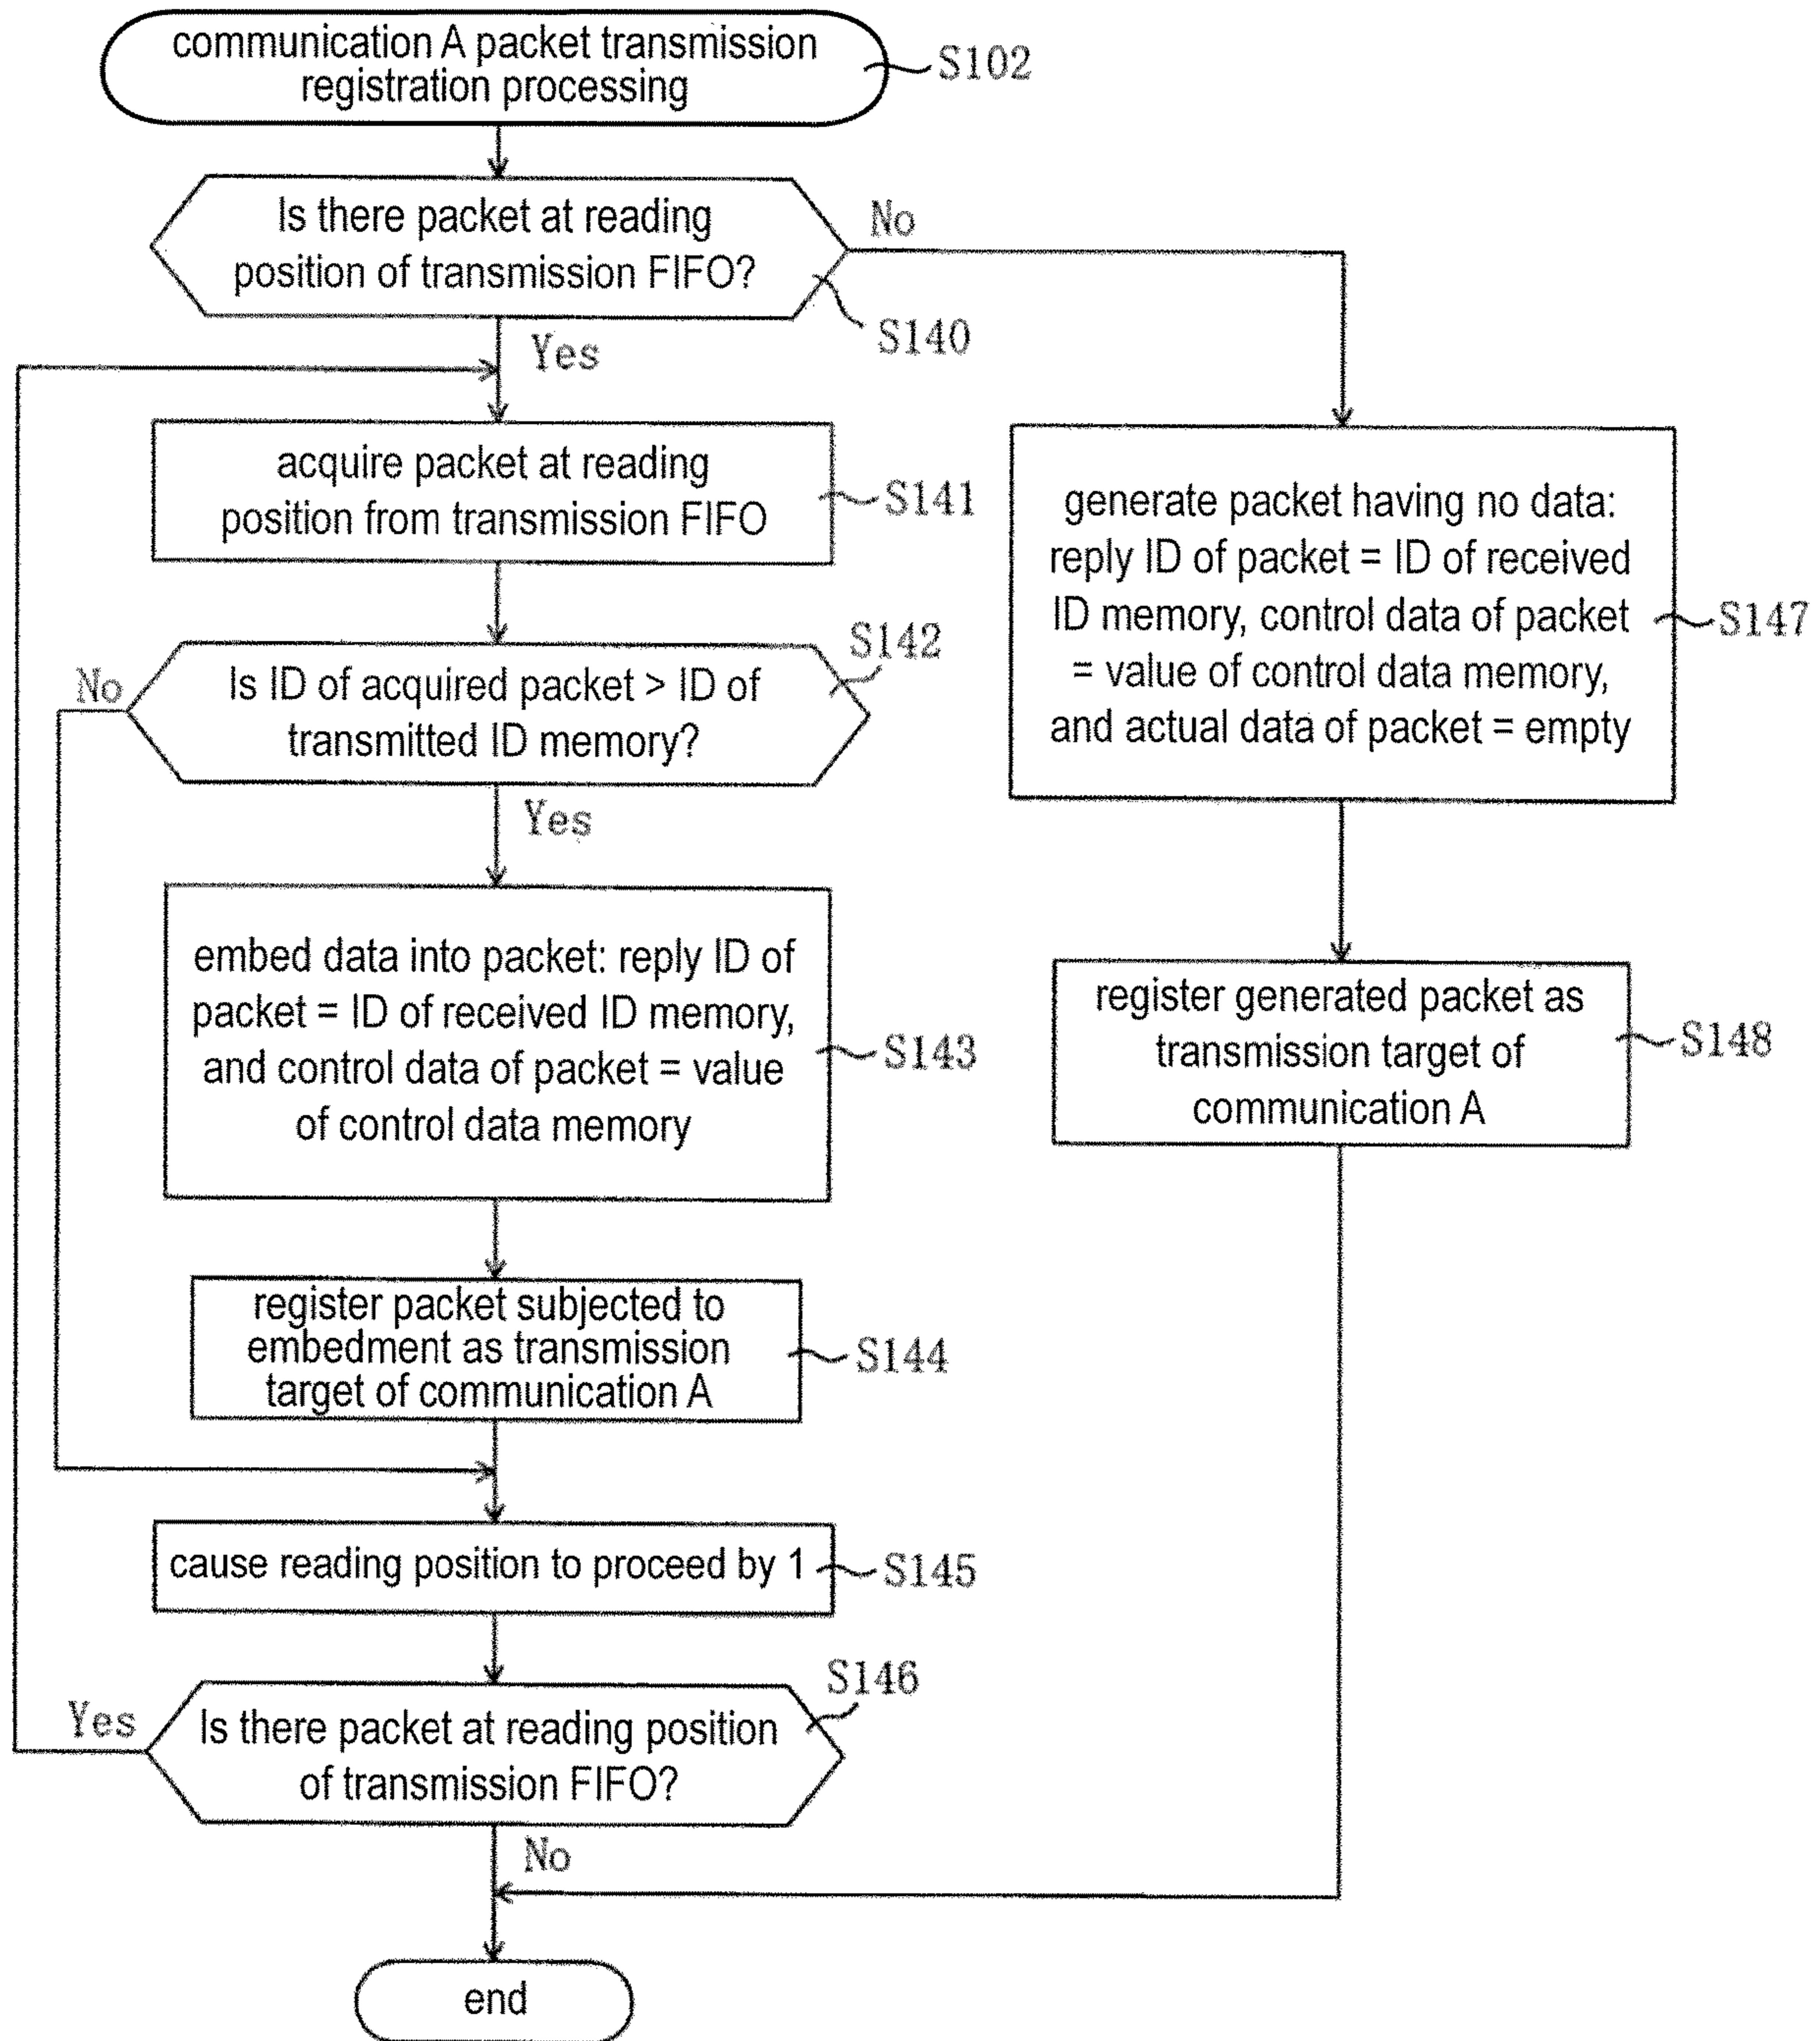 communication A packet transmission
registration processing
S102
Is there packet at reading
position of transmission FIFO?
No
S140
Yes
acquire packet at reading
position from transmission FIFO
S141
S142
Is ID of acquired packet > ID of
transmitted ID memory?
No
Yes
embed data into packet: reply ID of
packet = ID of received ID memory,
and control data of packet = value
of control data memory
S143
register packet subjected to
embedment as transmission
target of communication A
S144
cause reading position to proceed by 1
S145
S146
Is there packet at reading position
of transmission FIFO?
Yes
No
generate packet having no data:
reply ID of packet = ID of received
ID memory, control data of packet
= value of control data memory,
and actual data of packet = empty
S147
register generated packet as
transmission target of
communication A
S148
end